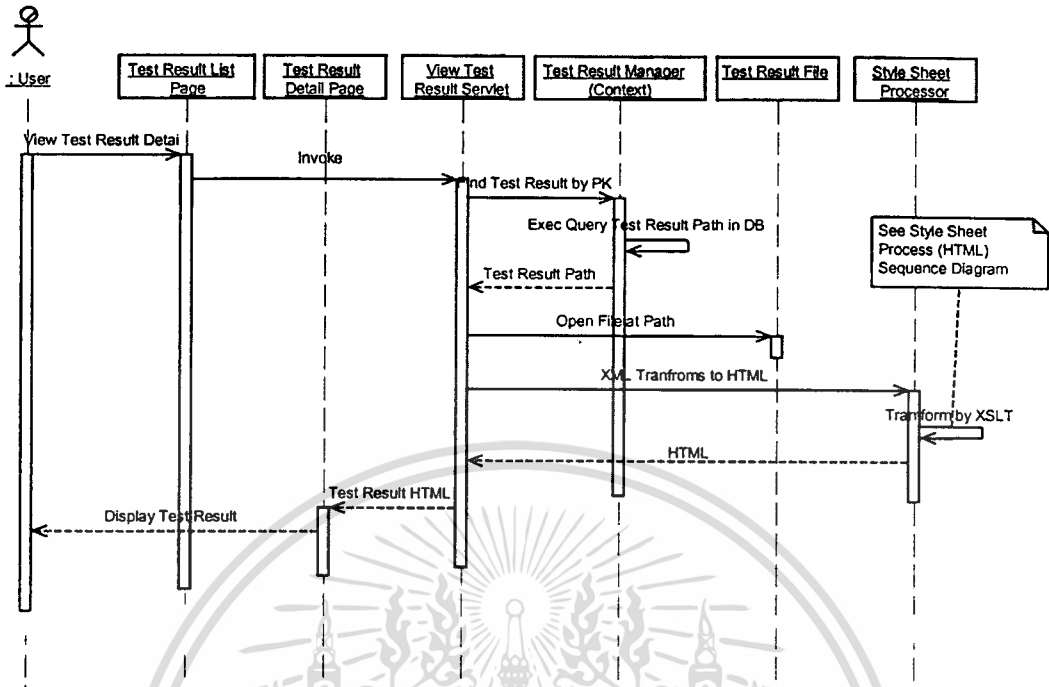 : User
Test Result List
Page
Test Result
Detail Page
View Test
Result Servlet
Test Result Manager
(Context)
Test Result File
Style Sheet
Processor
View Test Result Detai
Invoke
nd Test Result by PK
Exec Query Test Result Path in DB
See Style Sheet
Process (HTML)
Sequence Diagram
Test Result Path
Open File at Path
XML Tranfroms to HTML
Tranform by XSLT
HTML
Test Result HTML
Display Test Result